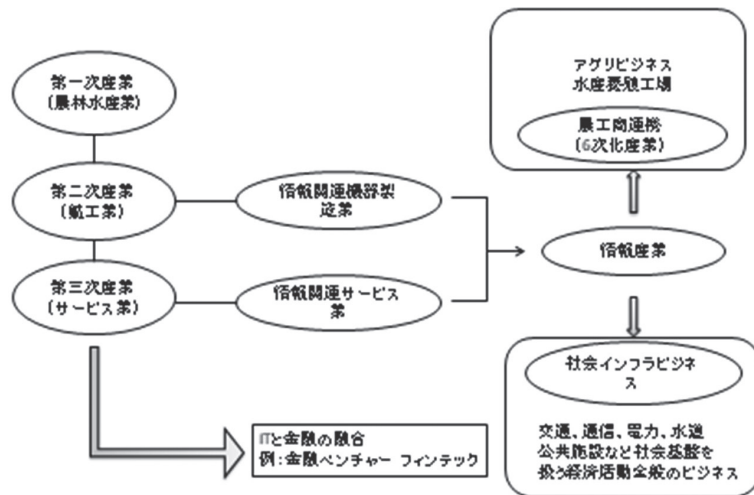 第一次産業
(農林水産業)
第二次産業
(鉱工業)
第三次産業
(サービス業)
情報関連機器製
造業
情報関連サービス
業
ITと金融の融合
例:金融ベンチャー フィンテック
アグリビジネス
水産養殖工場
農工商連携
(6次化産業)
情報産業
社会インフラビジネ
ス
交通、通信、電力、水道
公共施設など社会基盤を
扱う経済活動全般のビジネス